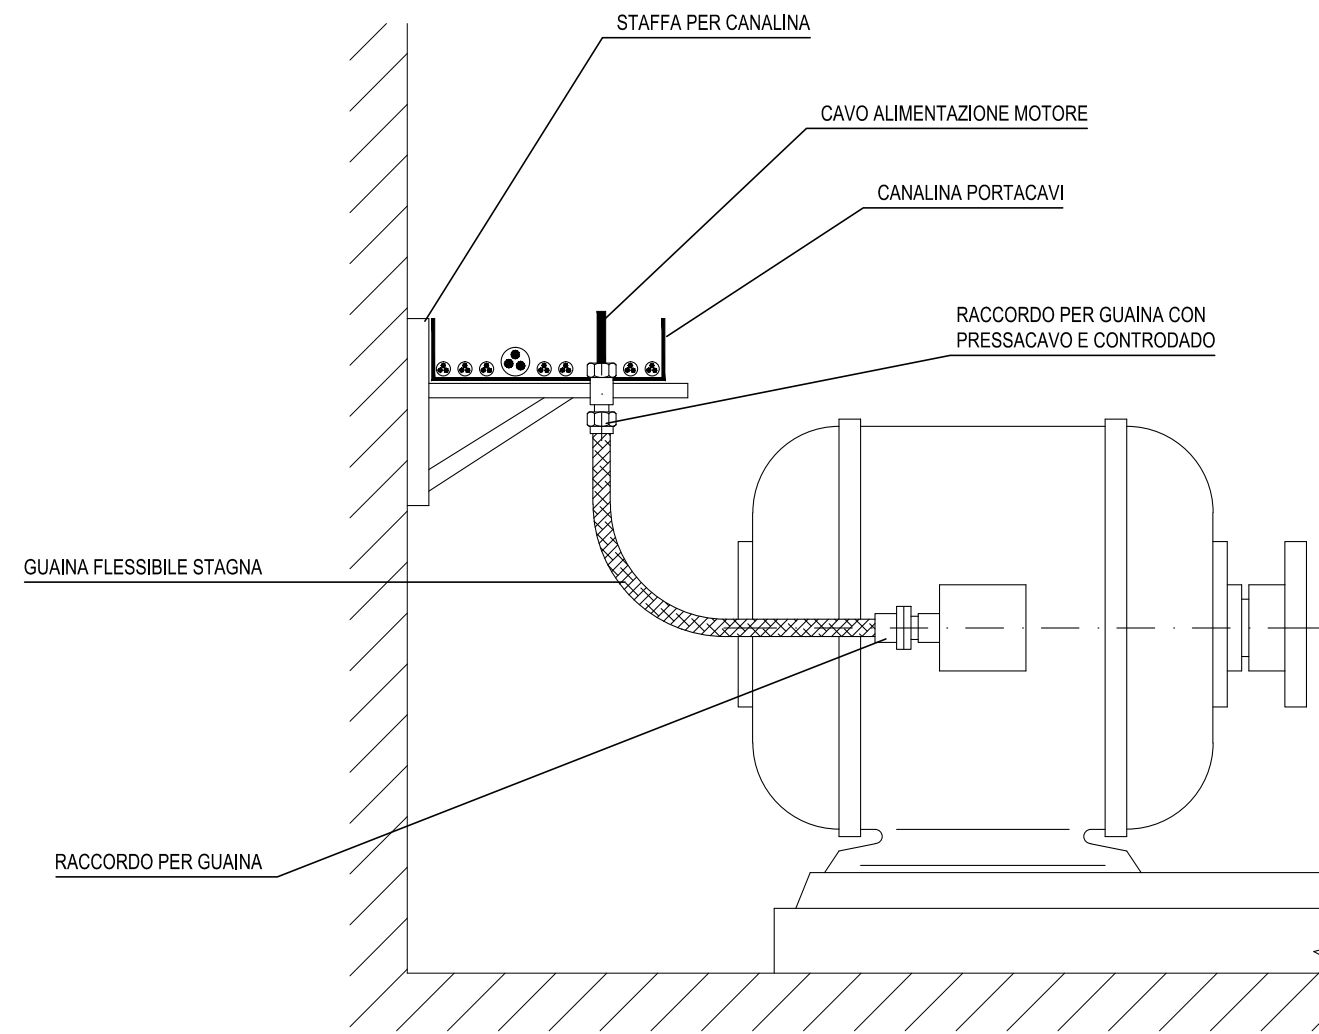 STAFFA PER CANALINA
CAVO ALIMENTAZIONE MOTORE
CANALINA PORTACAVI
RACCORDO PER GUAINA CON
PRESSACAVO E CONTRODADO
GUAINA FLESSIBILE STAGNA
RACCORDO PER GUAINA